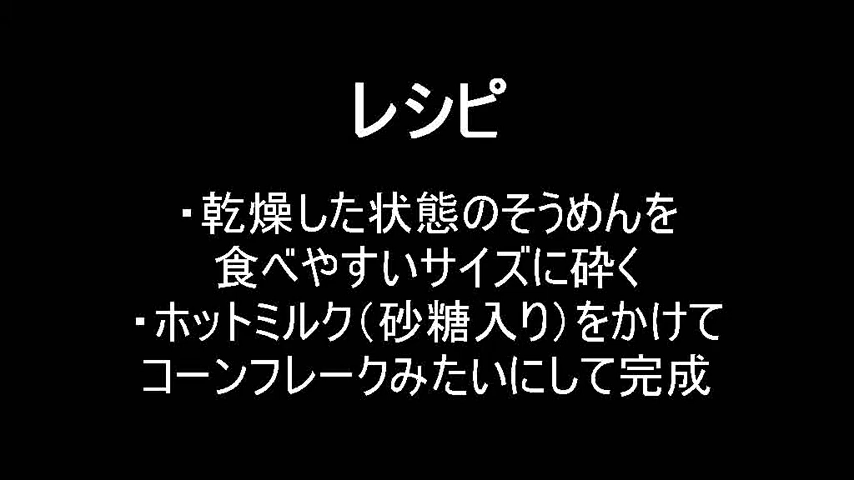 レシピ
・乾燥した状態のそうめんを
食べやすいサイズに砕く
・ホットミルク（砂糖入り）をかけて
コーンフレークみたいにして完成